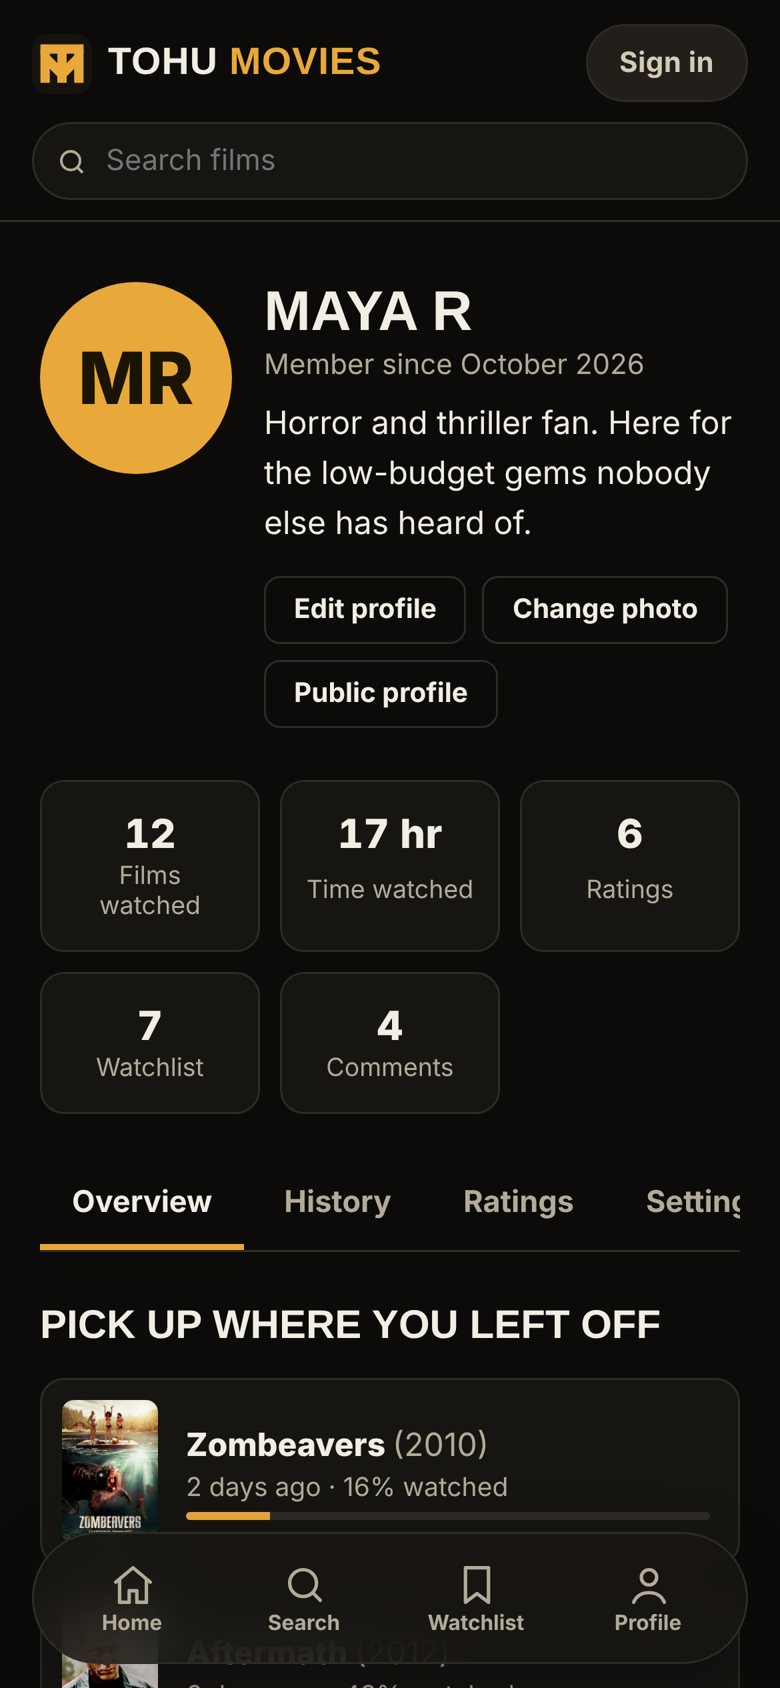 TOHU MOVIES
Sign in
Search films
MR
MAYA R
Member since October 2026
Horror and thriller fan. Here for
the low-budget gems nobody
else has heard of.
Edit profile
Change photo
Public profile
12
Films
watched
17 hr
Time watched
6
Ratings
7
Watchlist
4
Comments
Overview
History
Ratings
Setting
PICK UP WHERE YOU LEFT OFF
ZOMBEAVERS
Zombeavers (2010)
2 days ago · 16% watched
Aftermath (2012)
Home
Search
Watchlist
Profile